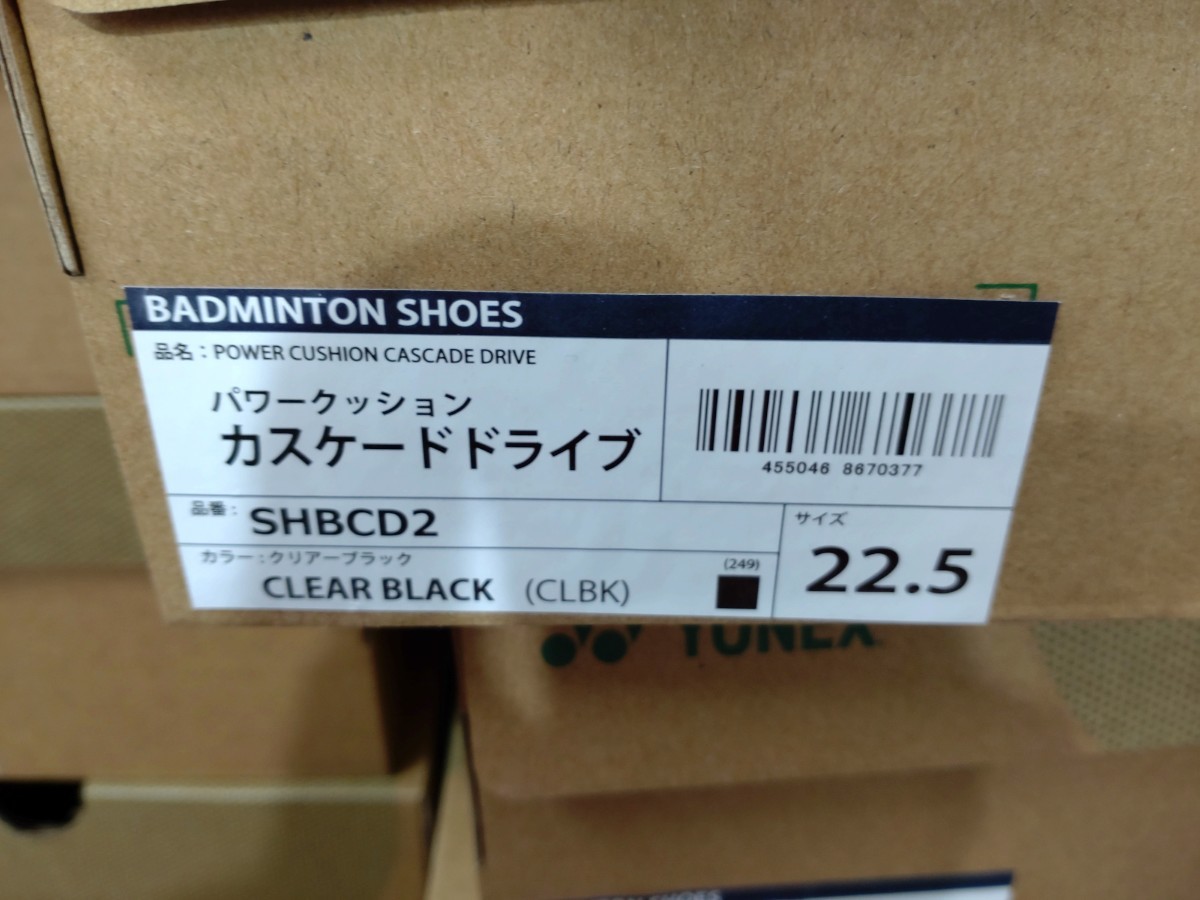 BADMINTON SHOES
品名：POWER CUSHION CASCADE DRIVE
パワークッション
カスケードドライブ
455046 8670377
品番：SHBCD2
サイズ
22.5
カラー：クリアーブラック
(249)
CLEAR BLACK (CLBK)
YONEX
SHOES